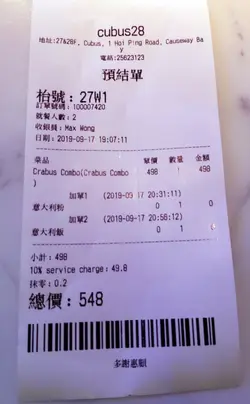 cubus28
地址:27&28F, Cubus, 1 Hoi Ping Road, Causeway Ba
y
電話:25623123
預結單
枱號：27W1
訂單號碼：100007420
就餐人數：2
收銀員：Max Wong
日期：2019-09-17 19:07:11
菜品 單價 數量 金額
Crabus Combo(Crabus Combo 498 1 498
)
加單1 (2019-09-17 20:31:11)
意大利粉 0 1 0
加單2 (2019-09-17 20:56:12)
意大利飯 0 1 0
小計：498
10% service charge：49.8
抹零：0.2
總價：548
多謝惠顧